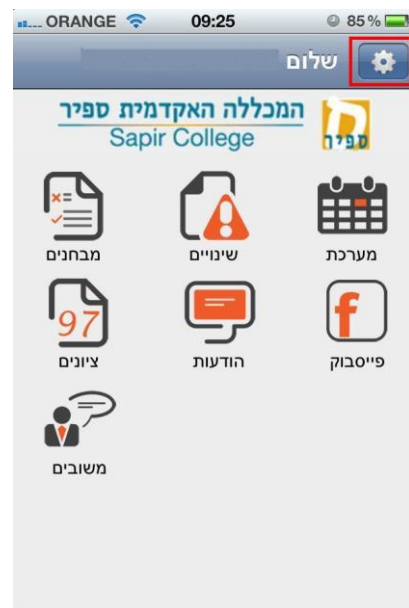 ORANGE 09:25 85%
שלום
המכללה האקדמית ספיר
Sapir College
ספיר
מערכת
שינויים
מבחנים
97
פייסבוק
הודעות
ציונים
משובים